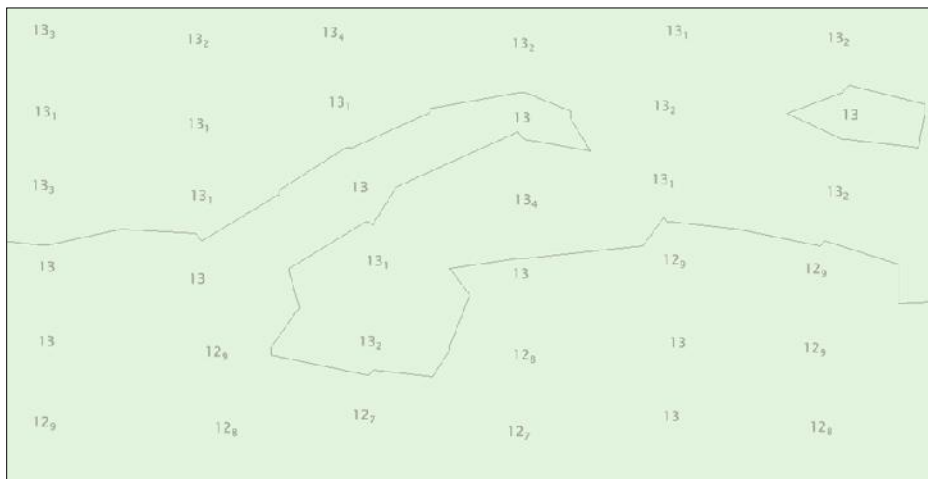 13₃ 13₂ 13₄ 13₂ 13₁ 13₂
13₁ 13₁ 13₁ 13 13₂ 13
13₃ 13₁ 13 13₄ 13₁ 13₂
13 13 13₁ 13 12₉ 12₉
13 13₂ 12₈ 13 12₉
12₉ 12₈ 12₇ 12₇ 13 12₈